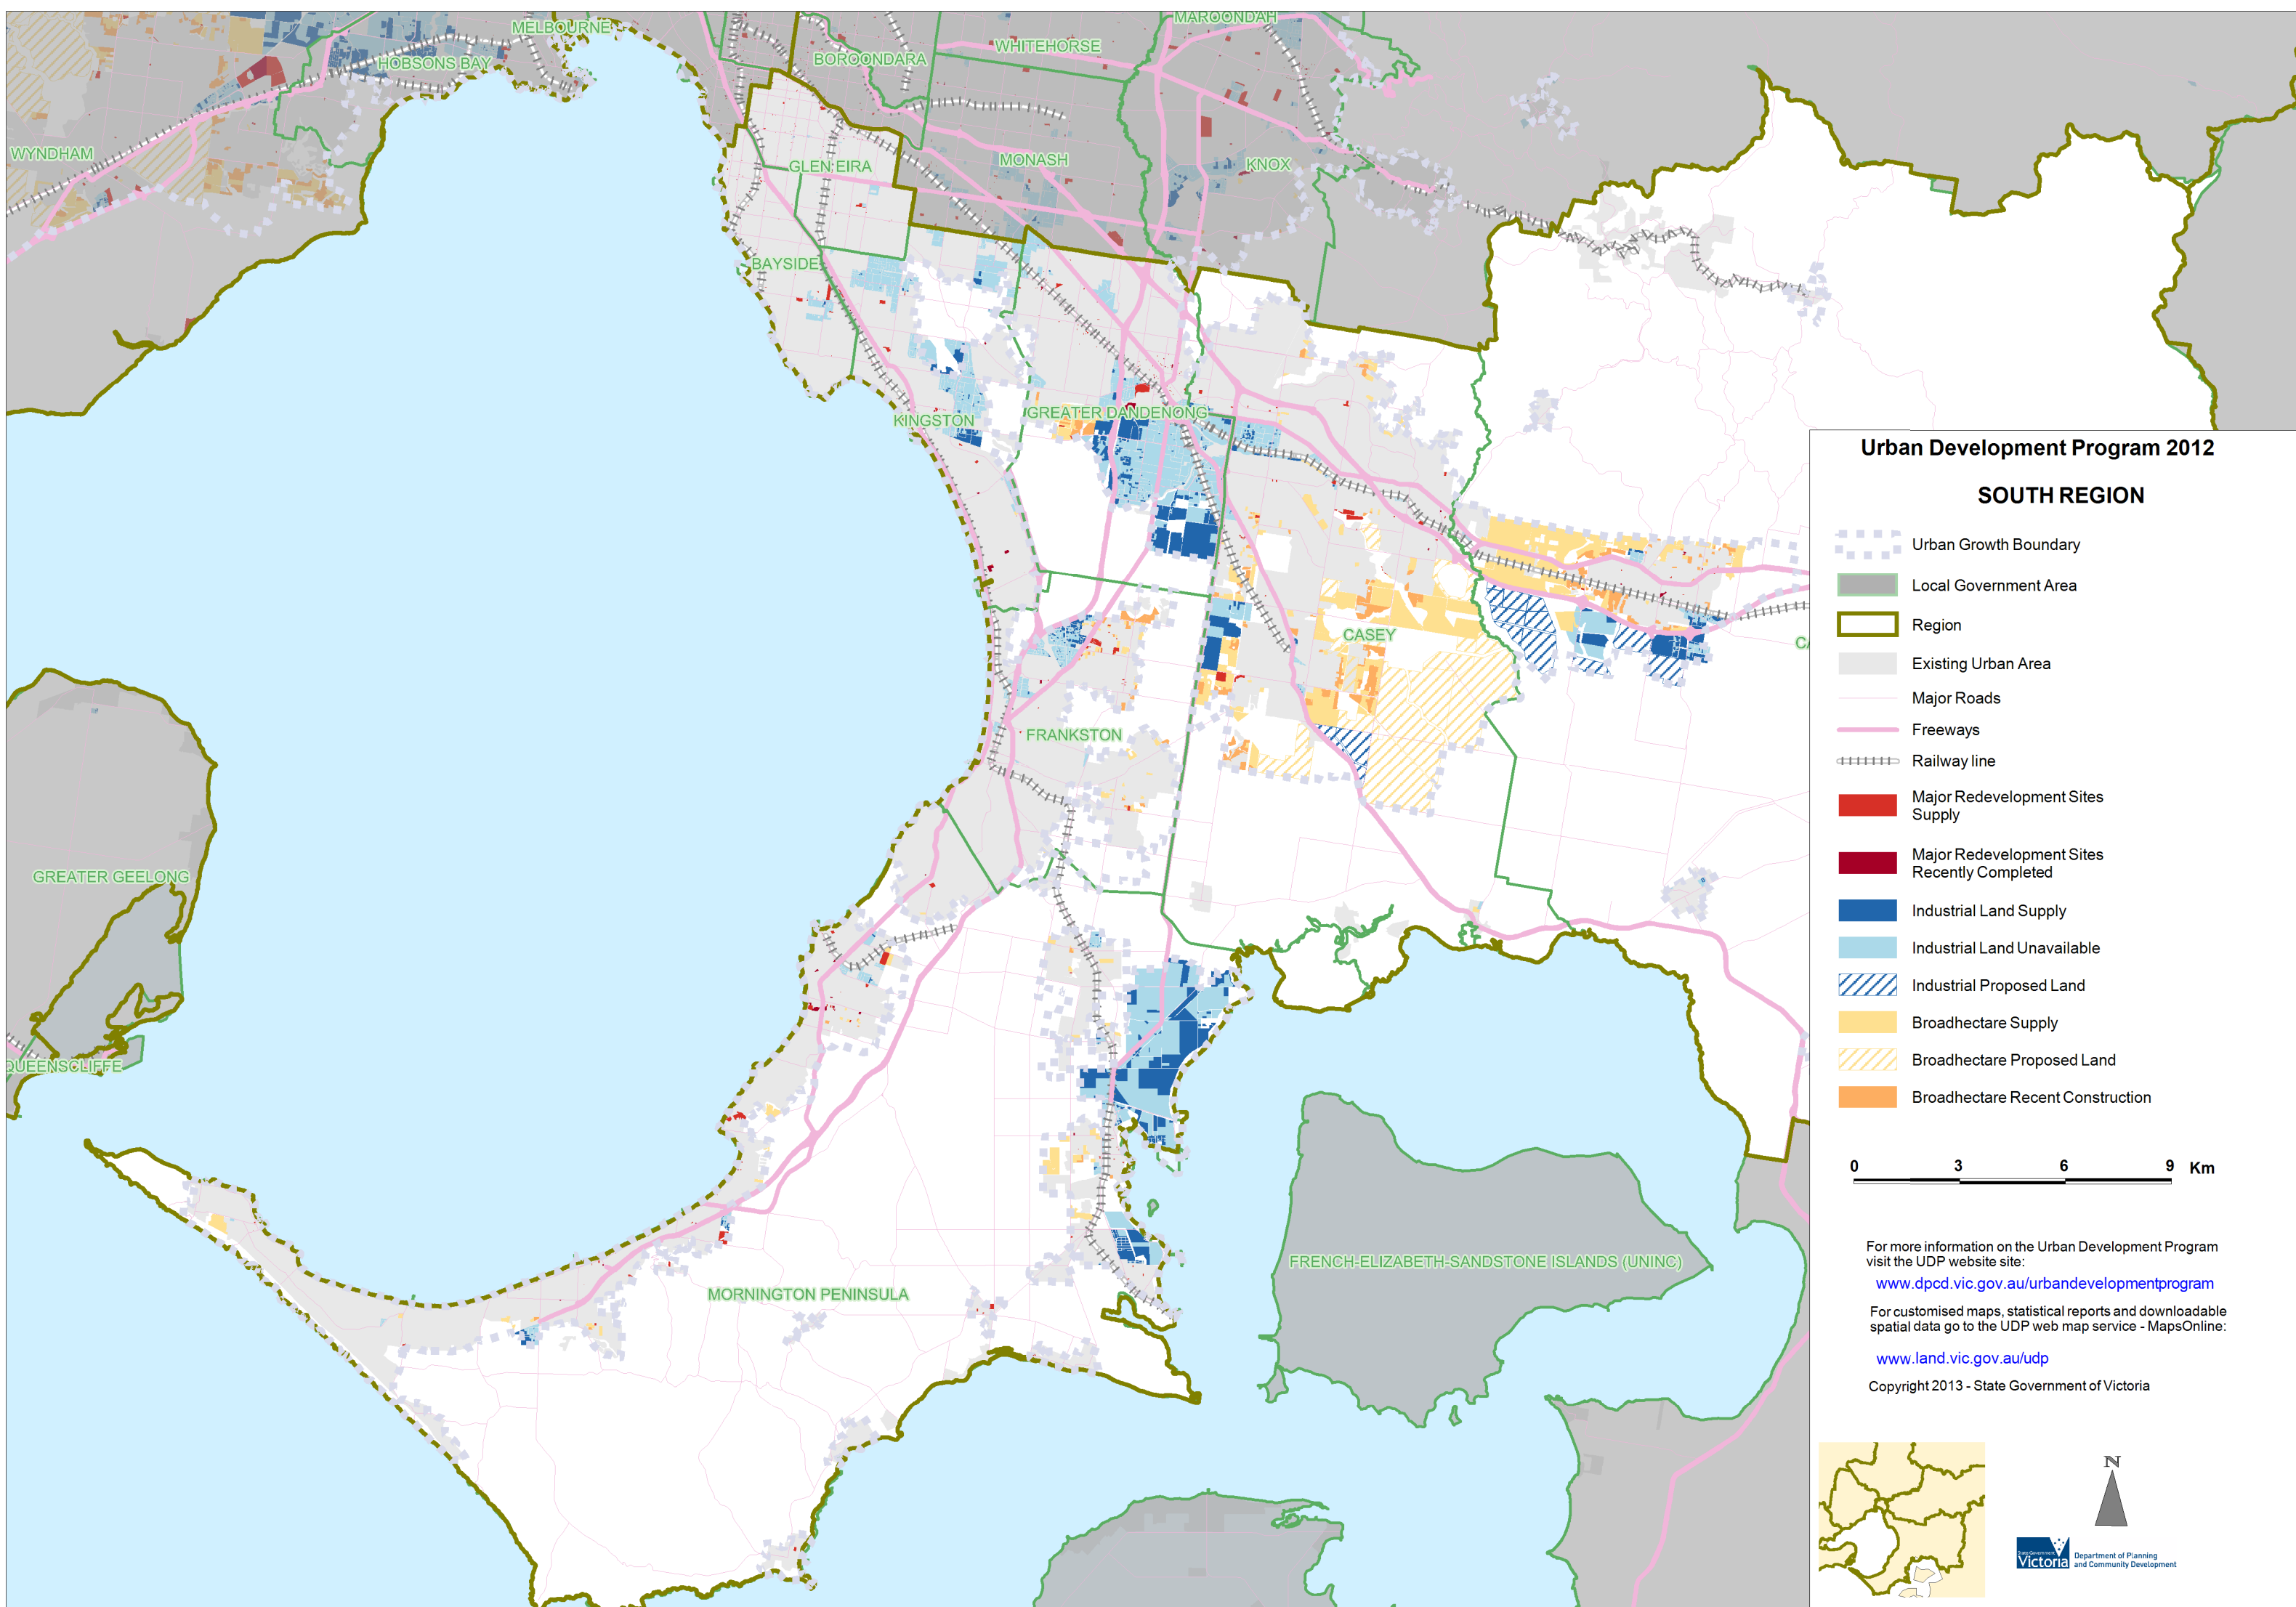 MELBOURNE
MAROONDAH
WHITEHORSE
BOROONDARA
HOBSONS BAY
WYNDHAM
MONASH
KNOX
GLEN EIRA
BAYSIDE
KINGSTON
GREATER DANDENONG
CASEY
CA
FRANKSTON
GREATER GEELONG
QUEENSCLIFFE
FRENCH-ELIZABETH-SANDSTONE ISLANDS (UNINC)
MORNINGTON PENINSULA
Urban Development Program 2012
SOUTH REGION
Urban Growth Boundary
Local Government Area
Region
Existing Urban Area
Major Roads
Freeways
Railway line
Major Redevelopment Sites
Supply
Major Redevelopment Sites
Recently Completed
Industrial Land Supply
Industrial Land Unavailable
Industrial Proposed Land
Broadhectare Supply
Broadhectare Proposed Land
Broadhectare Recent Construction
0 3 6 9 Km
For more information on the Urban Development Program
visit the UDP website site:
www.dpcd.vic.gov.au/urbandevelopmentprogram
For customised maps, statistical reports and downloadable
spatial data go to the UDP web map service - MapsOnline:
www.land.vic.gov.au/udp
Copyright 2013 - State Government of Victoria
N
State Government
Victoria
Department of Planning
and Community Development